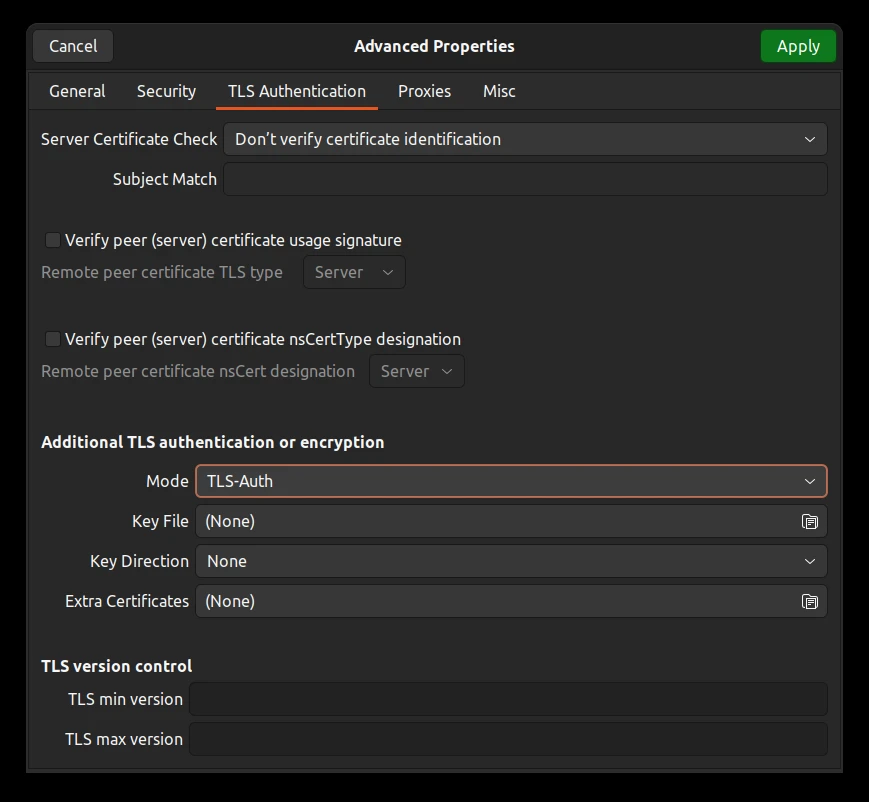 Cancel Advanced Properties Apply
General Security TLS Authentication Proxies Misc
Server Certificate Check Don’t verify certificate identification
Subject Match
Verify peer (server) certificate usage signature
Remote peer certificate TLS type Server
Verify peer (server) certificate nsCertType designation
Remote peer certificate nsCert designation Server
Additional TLS authentication or encryption
Mode TLS-Auth
Key File (None)
Key Direction None
Extra Certificates (None)
TLS version control
TLS min version
TLS max version